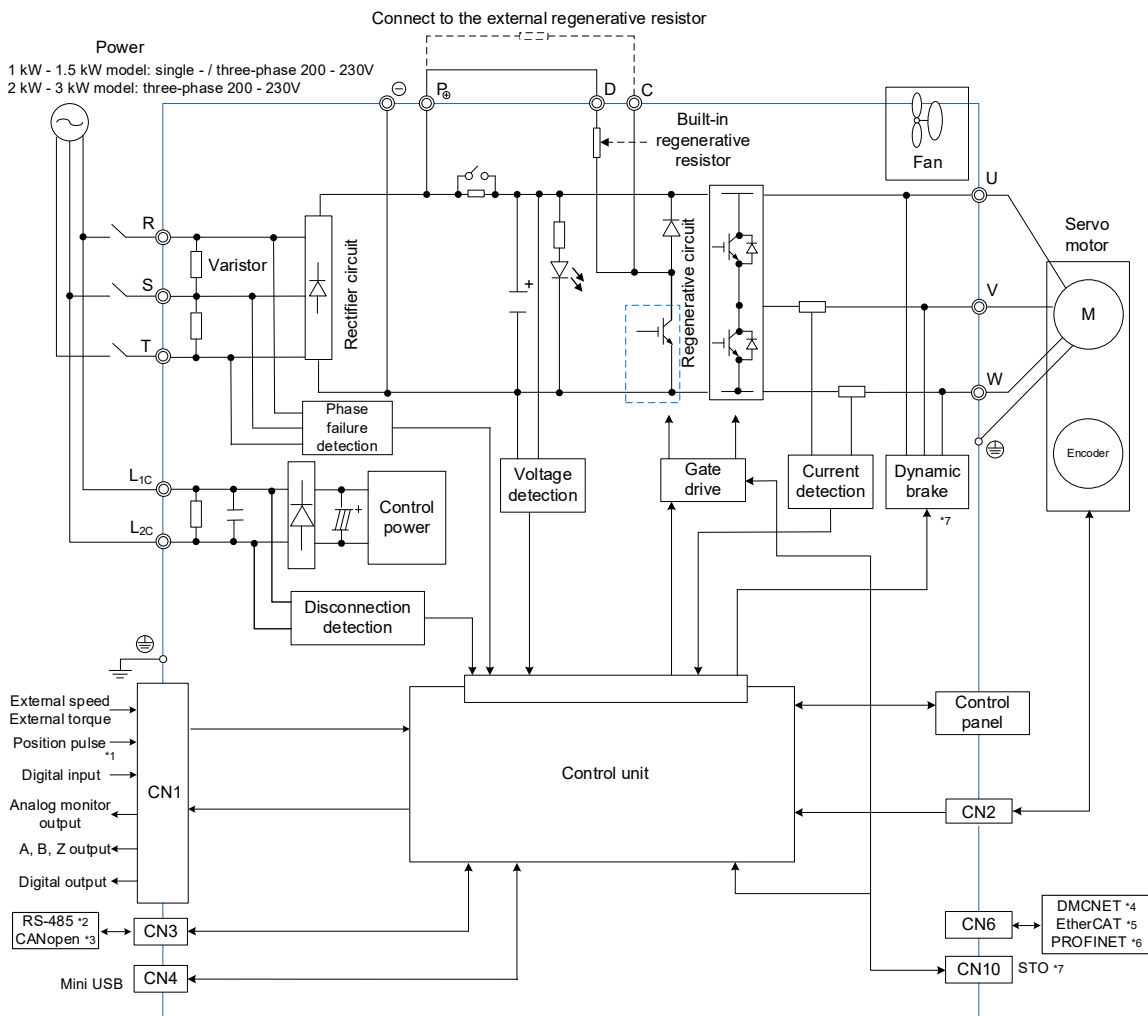 Connect to the external regenerative resistor
Power
1 kW - 1.5 kW model: single - / three-phase 200 - 230V
2 kW - 3 kW model: three-phase 200 - 230V
P⊕
D
C
Built-in
regenerative
resistor
Fan
U
Servo
motor
R
Varistor
Rectifier circuit
+
Regenerative circuit
S
V
M
T
W
Phase
failure
detection
Voltage
detection
Gate
drive
Current
detection
Dynamic
brake
*7
Encoder
L1C
+
Control
power
L2C
Disconnection
detection
External speed
External torque
Position pulse *1
Digital input
Analog monitor
output
A, B, Z output
Digital output
CN1
Control unit
Control
panel
CN2
RS-485 *2
CANopen *3
CN3
CN6
DMCNET *4
EtherCAT *5
PROFINET *6
Mini USB
CN4
CN10
STO *7